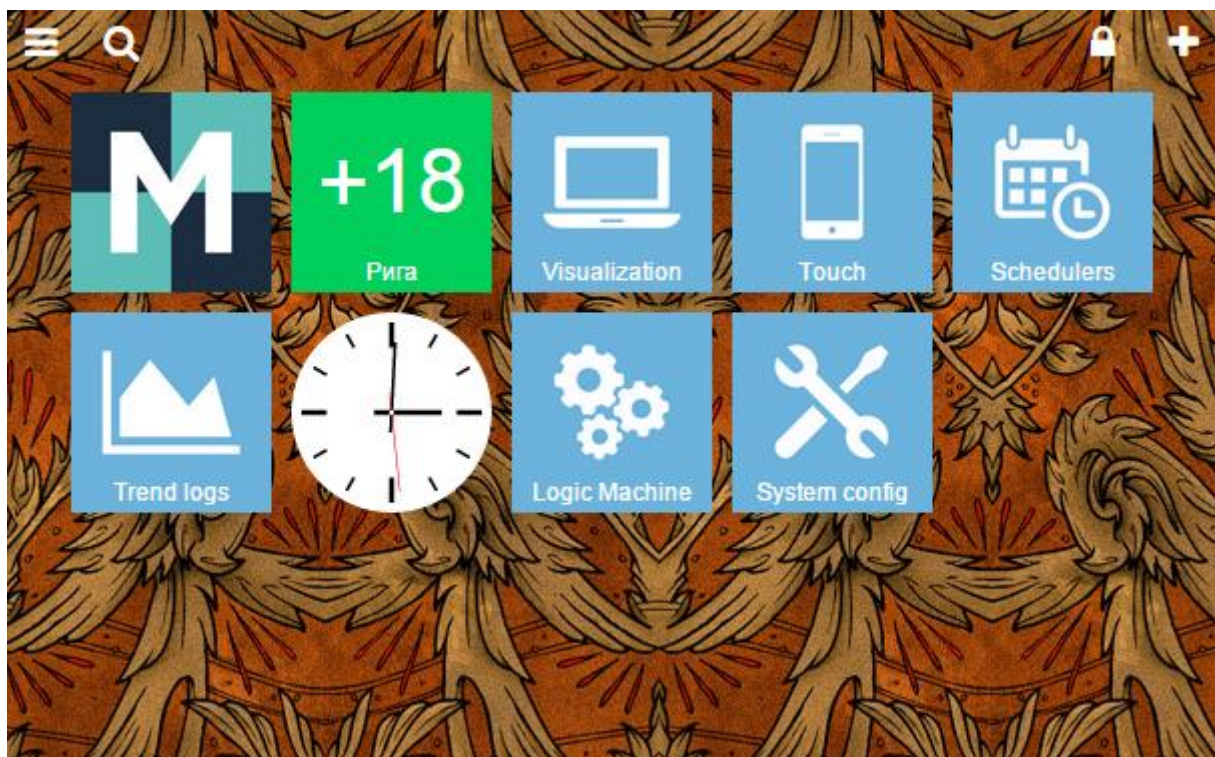 M
+18
Рига
Visualization
Touch
Schedulers
Trend logs
Logic Machine
System config